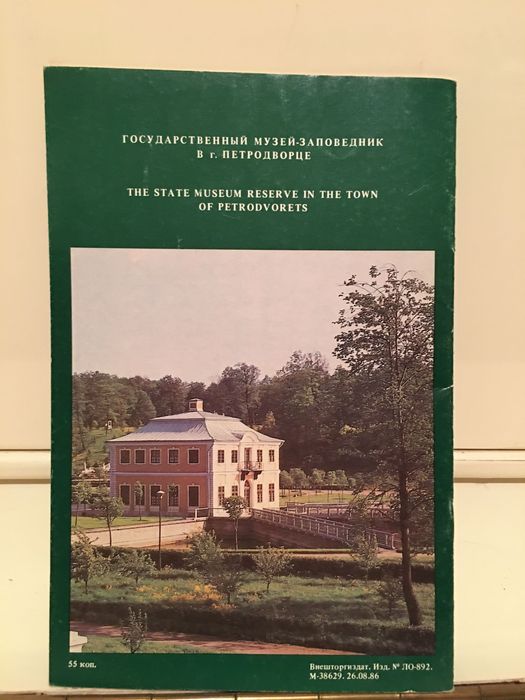 ГОСУДАРСТВЕННЫЙ МУЗЕЙ-ЗАПОВЕДНИК
В г. ПЕТРОДВОРЦЕ
THE STATE MUSEUM RESERVE IN THE TOWN
OF PETRODVORETS
55 коп.
Внешторгиздат. Изд. № ЛО-892.
М-38629. 26.08.86